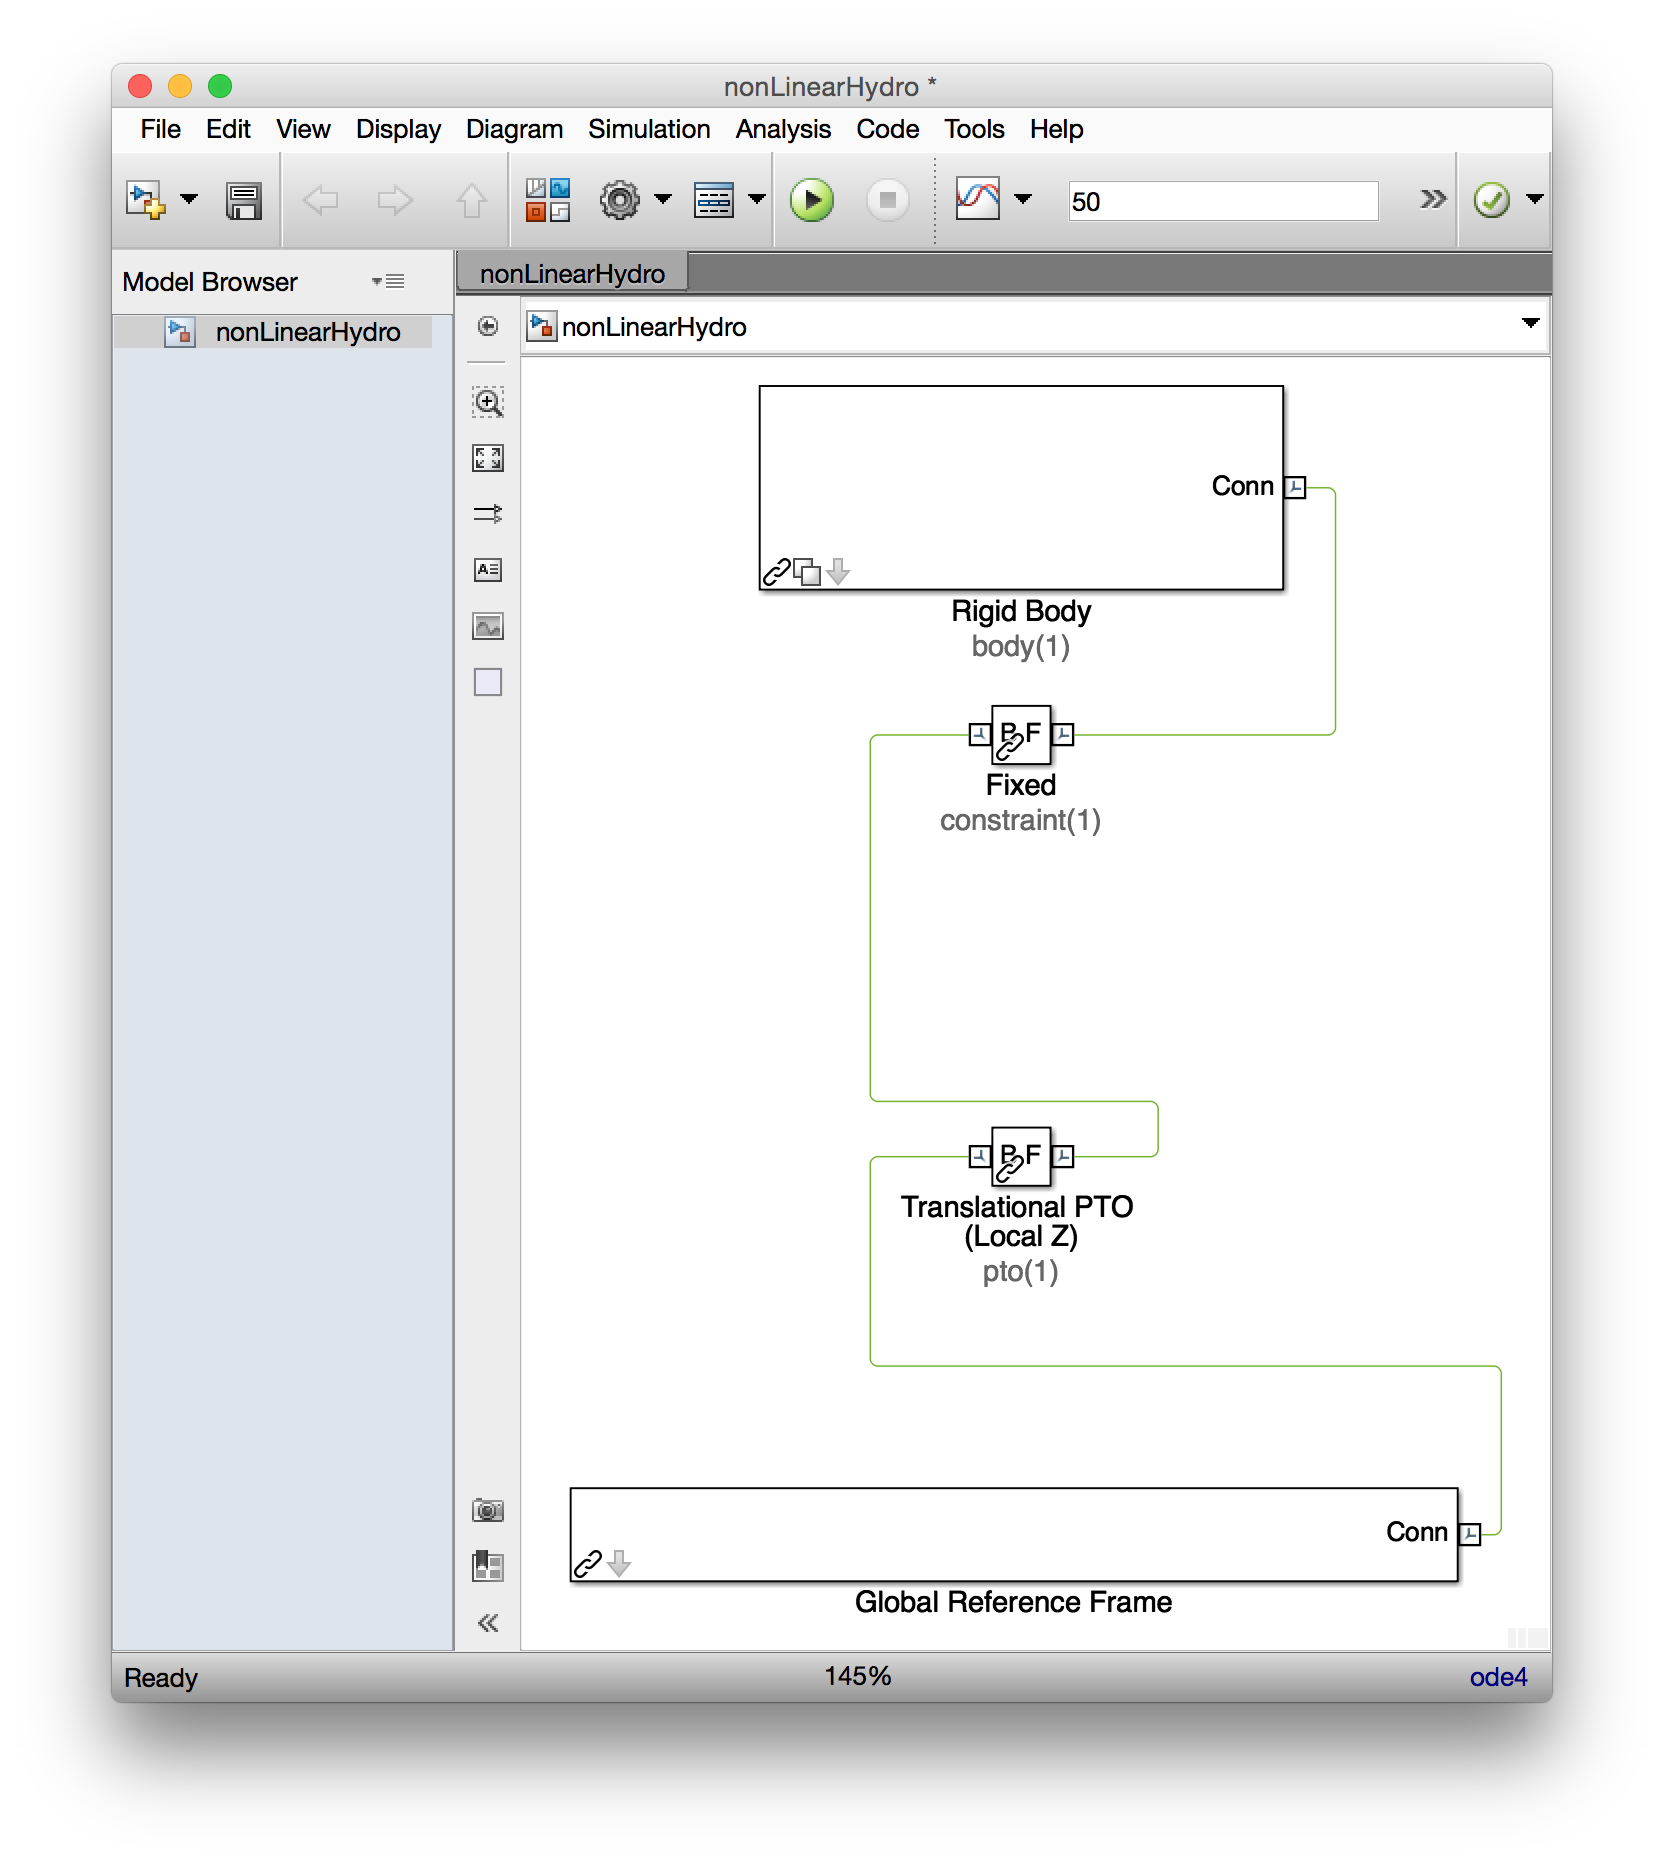 nonLinearHydro *
File Edit View Display Diagram Simulation Analysis Code Tools Help
50
Model Browser
nonLinearHydro
nonLinearHydro
nonLinearHydro
Conn
Rigid Body
body(1)
B F
Fixed
constraint(1)
B F
Translational PTO
(Local Z)
pto(1)
Conn
Global Reference Frame
Ready 145% ode4